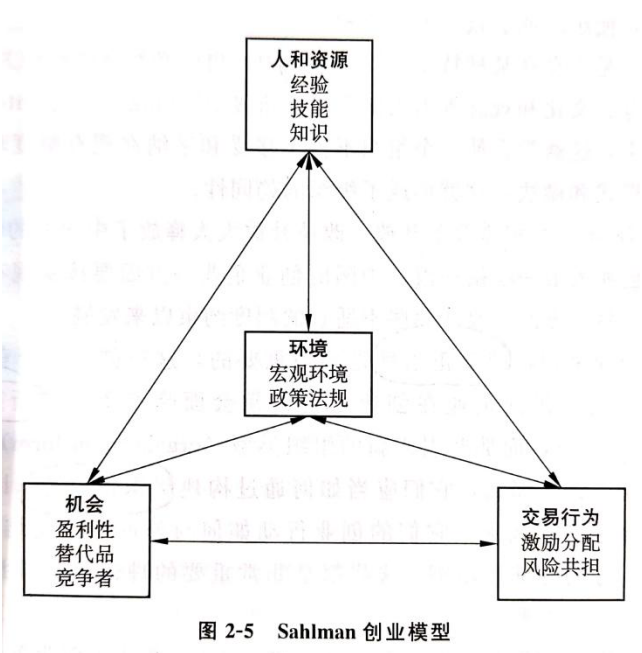 人和资源
经验
技能
知识
环境
宏观环境
政策法规
机会
盈利性
替代品
竞争者
交易行为
激励分配
风险共担
图 2-5 Sahlman 创业模型